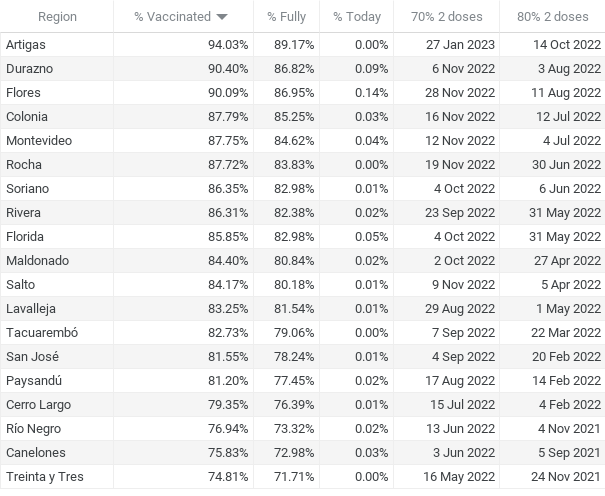 Region % Vaccinated % Fully % Today 70% 2 doses 80% 2 doses
Artigas 94.03% 89.17% 0.00% 27 Jan 2023 14 Oct 2022
Durazno 90.40% 86.82% 0.09% 6 Nov 2022 3 Aug 2022
Flores 90.09% 86.95% 0.14% 28 Nov 2022 11 Aug 2022
Colonia 87.79% 85.25% 0.03% 16 Nov 2022 12 Jul 2022
Montevideo 87.75% 84.62% 0.04% 12 Nov 2022 4 Jul 2022
Rocha 87.72% 83.83% 0.00% 19 Nov 2022 30 Jun 2022
Soriano 86.35% 82.98% 0.01% 4 Oct 2022 6 Jun 2022
Rivera 86.31% 82.38% 0.02% 23 Sep 2022 31 May 2022
Florida 85.85% 82.98% 0.05% 4 Oct 2022 31 May 2022
Maldonado 84.40% 80.84% 0.02% 2 Oct 2022 27 Apr 2022
Salto 84.17% 80.18% 0.01% 9 Nov 2022 5 Apr 2022
Lavalleja 83.25% 81.54% 0.01% 29 Aug 2022 1 May 2022
Tacuarembó 82.73% 79.06% 0.00% 7 Sep 2022 22 Mar 2022
San José 81.55% 78.24% 0.01% 4 Sep 2022 20 Feb 2022
Paysandú 81.20% 77.45% 0.02% 17 Aug 2022 14 Feb 2022
Cerro Largo 79.35% 76.39% 0.01% 15 Jul 2022 4 Feb 2022
Río Negro 76.94% 73.32% 0.02% 13 Jun 2022 4 Nov 2021
Canelones 75.83% 72.98% 0.03% 3 Jun 2022 5 Sep 2021
Treinta y Tres 74.81% 71.71% 0.00% 16 May 2022 24 Nov 2021